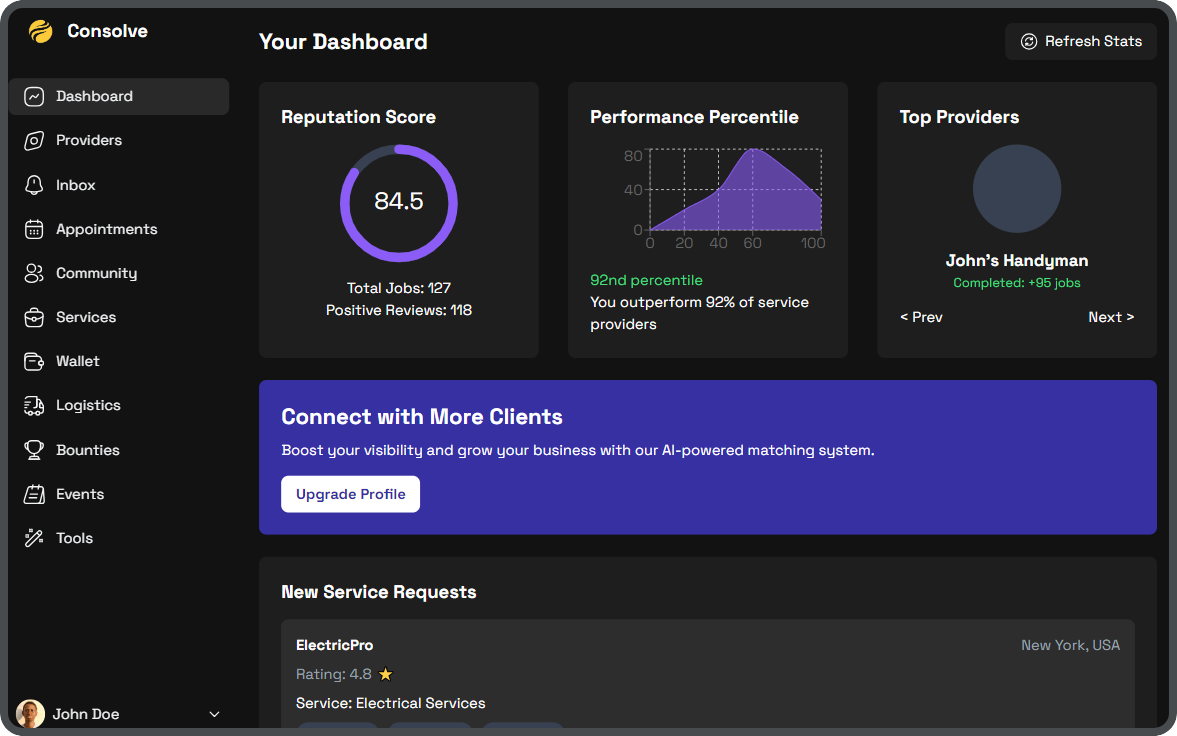 Consolve
Dashboard
Providers
Inbox
Appointments
Community
Services
Wallet
Logistics
Bounties
Events
Tools
John Doe
Your Dashboard
Refresh Stats
Reputation Score
84.5
Total Jobs: 127
Positive Reviews: 118
Performance Percentile
80
40
0
0 20 40 60 100
92nd percentile
You outperform 92% of service
providers
Top Providers
John's Handyman
Completed: +95 jobs
< Prev Next >
Connect with More Clients
Boost your visibility and grow your business with our AI-powered matching system.
Upgrade Profile
New Service Requests
ElectricPro New York, USA
Rating: 4.8 ⭐
Service: Electrical Services